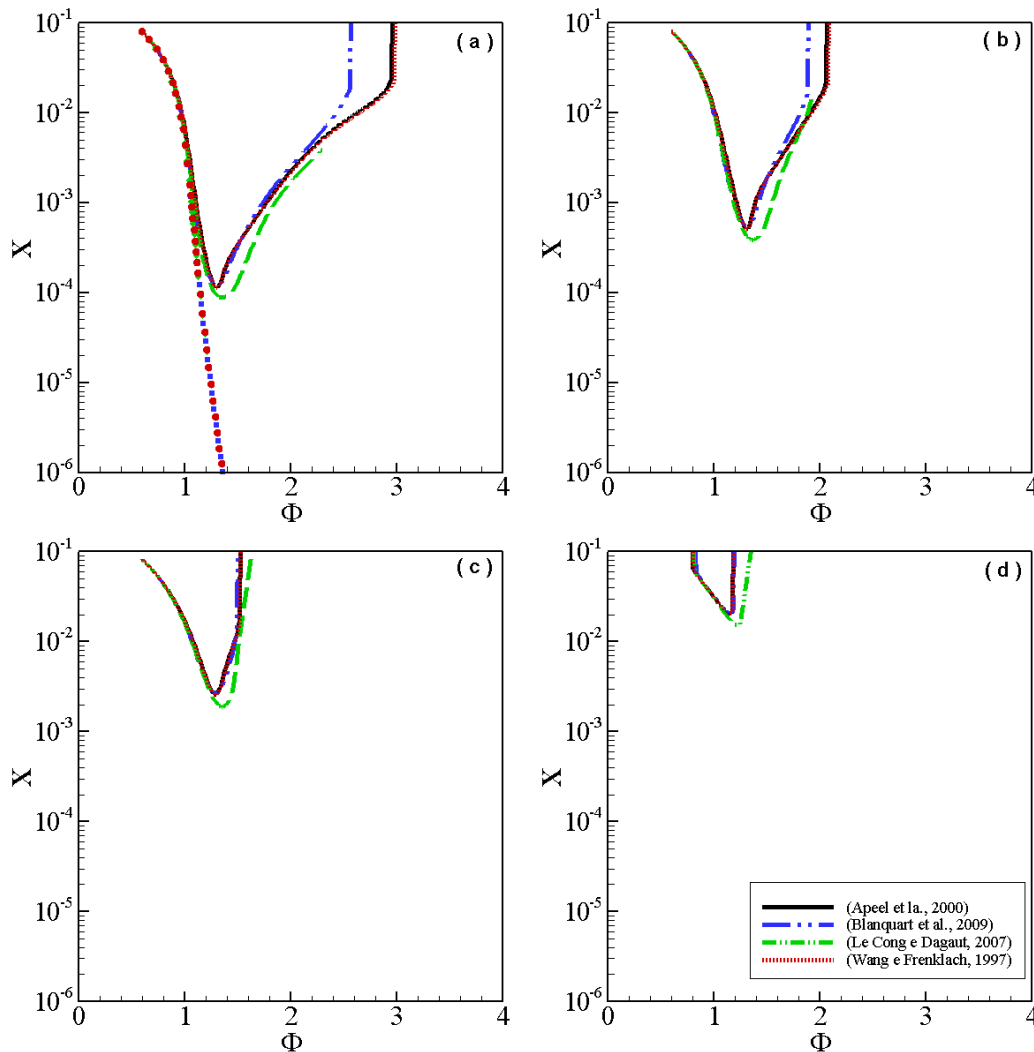 ( a )
10⁻¹
10⁻²
10⁻³
10⁻⁴
10⁻⁵
10⁻⁶
X
0 1 2 3 4
Φ
( b )
10⁻¹
10⁻²
10⁻³
10⁻⁴
10⁻⁵
10⁻⁶
X
0 1 2 3 4
Φ
( c )
10⁻¹
10⁻²
10⁻³
10⁻⁴
10⁻⁵
10⁻⁶
X
0 1 2 3 4
Φ
( d )
10⁻¹
10⁻²
10⁻³
10⁻⁴
10⁻⁵
10⁻⁶
X
0 1 2 3 4
Φ
(Apeel et la., 2000)
(Blanquart et al., 2009)
(Le Cong e Dagaut, 2007)
(Wang e Frenklach, 1997)